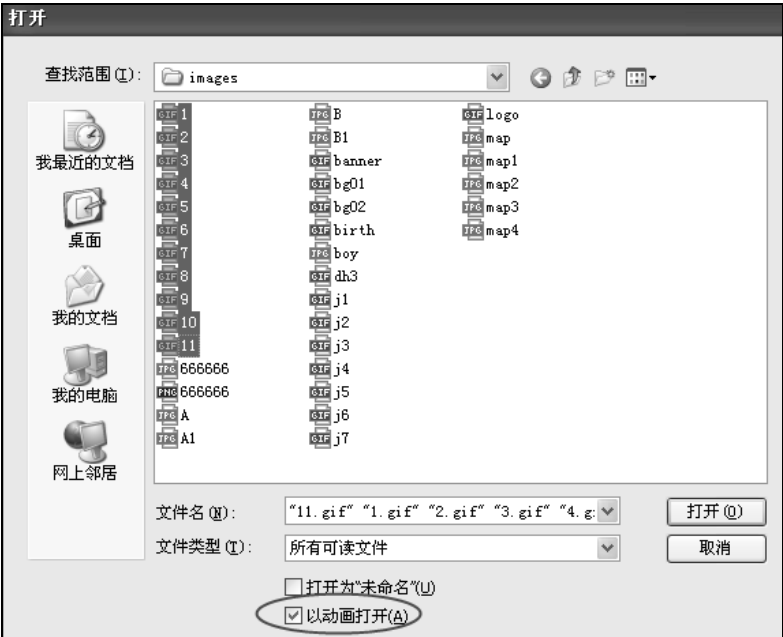 打开
查找范围(I):
images
我最近的文档
桌面
我的文档
我的电脑
网上邻居
GIF 1
GIF 2
GIF 3
GIF 4
GIF 5
GIF 6
GIF 7
GIF 8
GIF 9
GIF 10
GIF 11
JPG 666666
PNG 666666
JPG A
JPG A1
JPG B
JPG B1
GIF banner
GIF bg01
GIF bg02
GIF birth
JPG boy
GIF dh3
GIF j1
GIF j2
GIF j3
GIF j4
GIF j5
GIF j6
GIF j7
GIF logo
JPG map
JPG map1
JPG map2
JPG map3
JPG map4
文件名(N):
"11.gif" "1.gif" "2.gif" "3.gif" "4.g:
打开(O)
文件类型(T):
所有可读文件
取消
打开为"未命名"(U)
以动画打开(A)